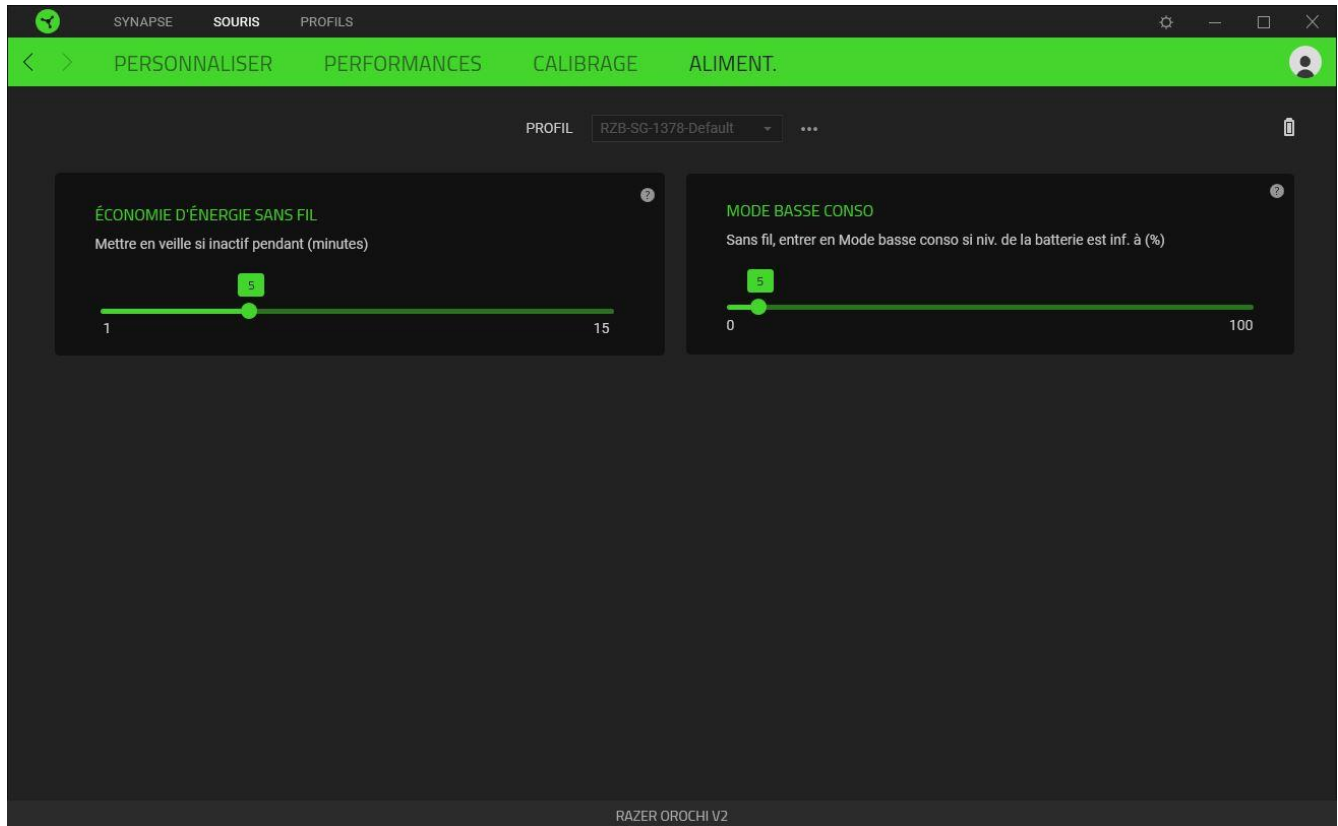 SYNAPSE SOURIS PROFILS
PERSONNALISER PERFORMANCES CALIBRAGE ALIMENT.
PROFIL RZB-SG-1378-Default
ÉCONOMIE D'ÉNERGIE SANS FIL
Mettre en veille si inactif pendant (minutes)
5
1 15
MODE BASSE CONSO
Sans fil, entrer en Mode basse conso si niv. de la batterie est inf. à (%)
5
0 100
RAZER OROCHI V2